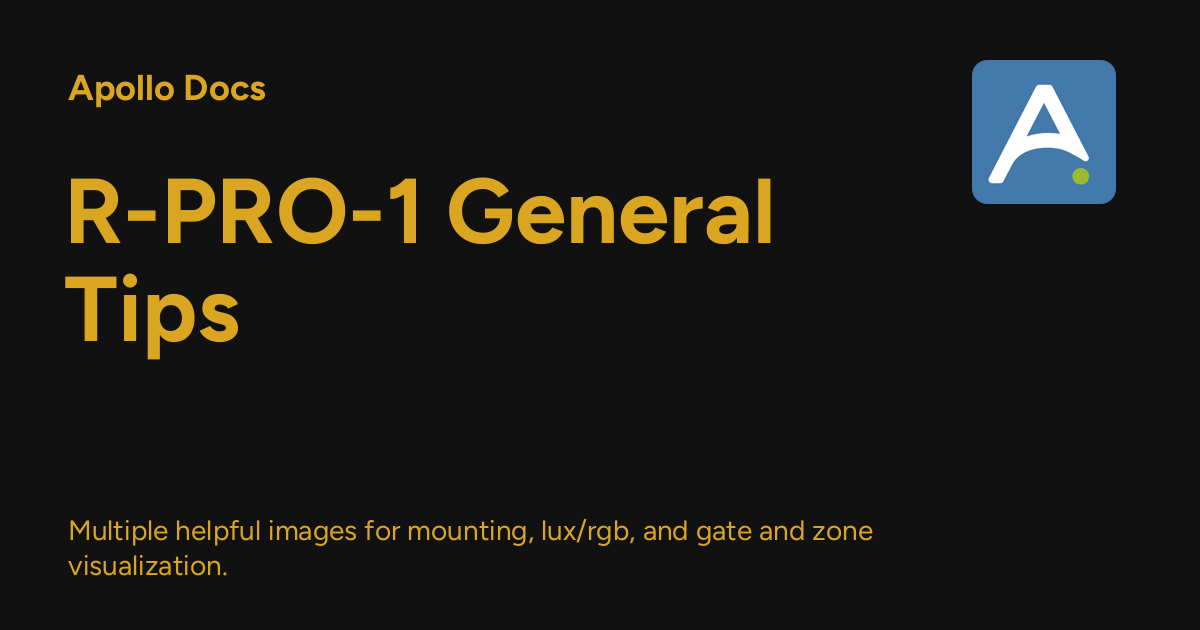 Apollo Docs
R-PRO-1 General
Tips
Multiple helpful images for mounting, lux/rgb, and gate and zone
visualization.